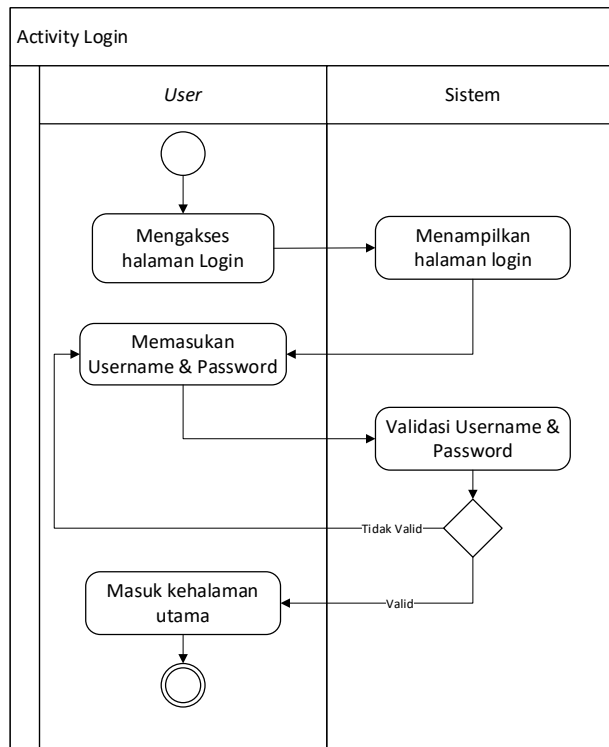 Activity Login
User
Sistem
Mengakses
halaman Login
Menampilkan
halaman login
Memasukan
Username & Password
Validasi Username &
Password
Tidak Valid
Masuk kehalaman
utama
Valid